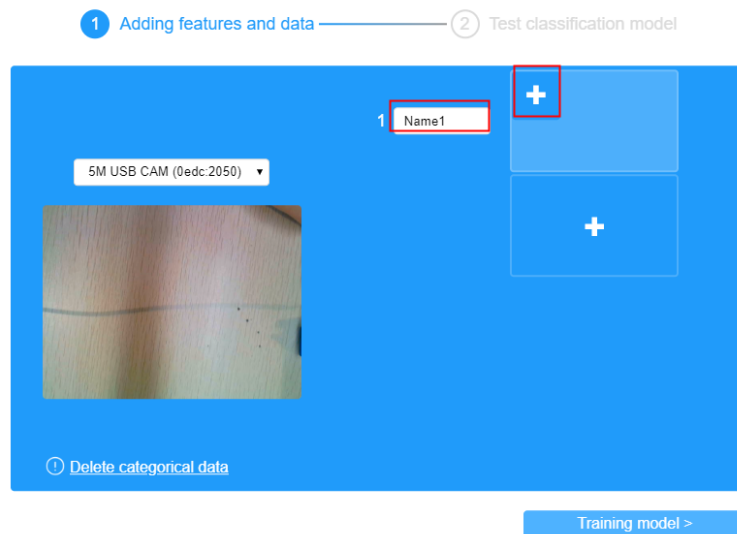 1 Adding features and data 2 Test classification model
1 Name1
5M USB CAM (0edc:2050)
! Delete categorical data
Training model >